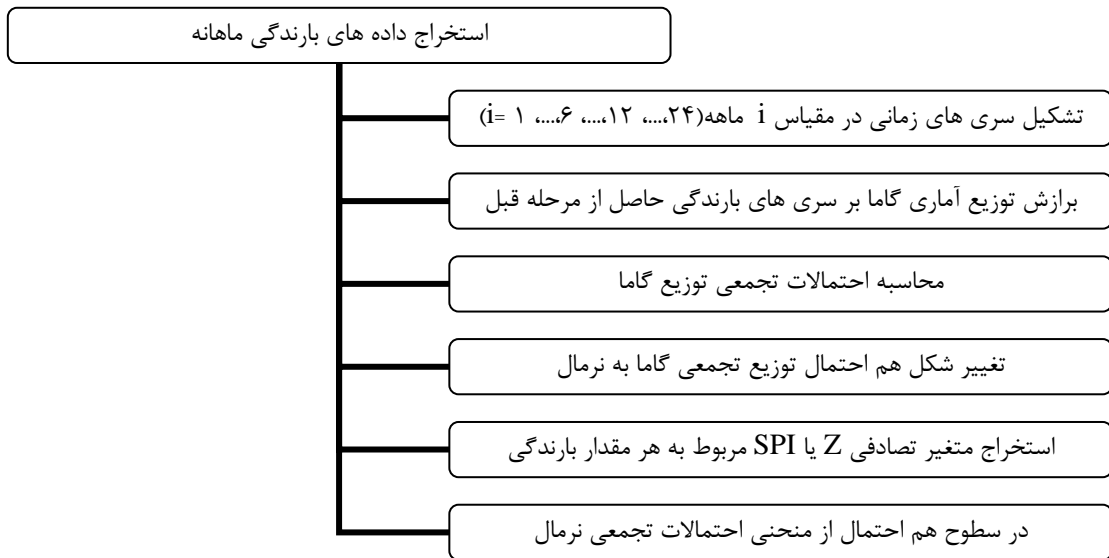 استخراج داده های بارندگی ماهانه
تشکیل سری های زمانی در مقیاس i ماهه(۲۴،...، ۱۲،...، ۶،...، ۱ =i)
برازش توزیع آماری گاما بر سری های بارندگی حاصل از مرحله قبل
محاسبه احتمالات تجمعی توزیع گاما
تغییر شکل هم احتمال توزیع تجمعی گاما به نرمال
استخراج متغیر تصادفی Z یا SPI مربوط به هر مقدار بارندگی
در سطوح هم احتمال از منحنی احتمالات تجمعی نرمال